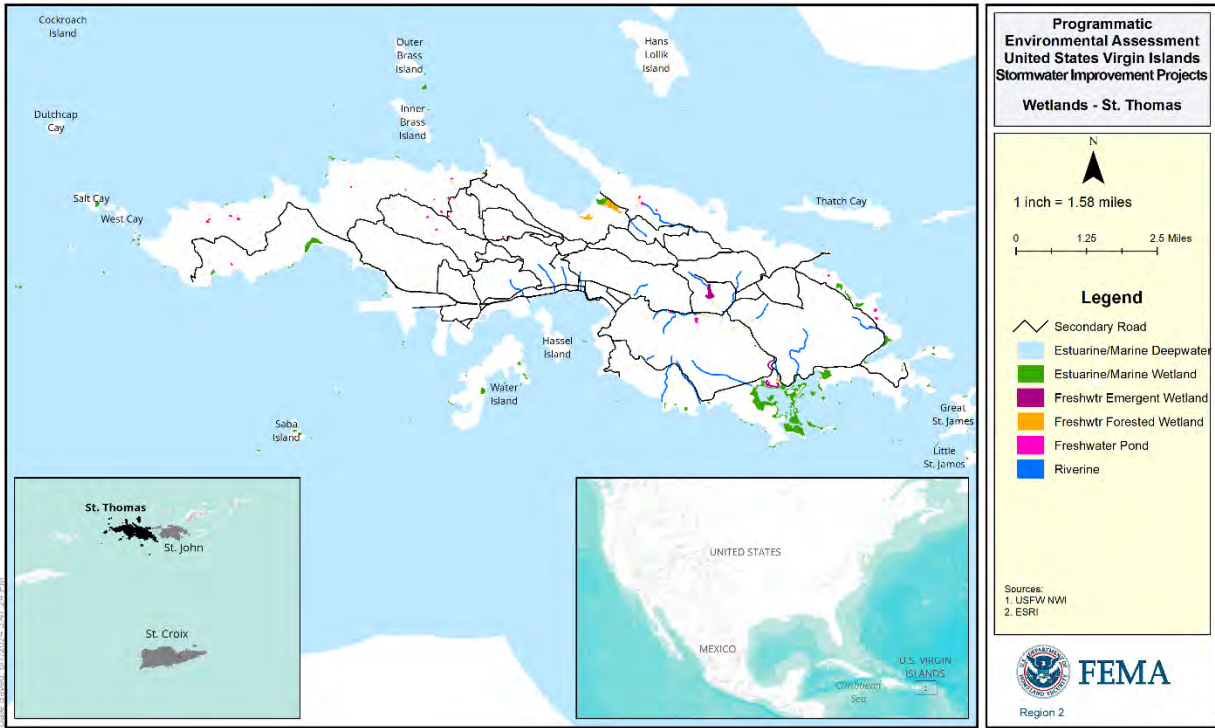 Cockroach
Island
Outer
Brass
Island
Hans
Lollik
Island
Dutchcap
Cay
Inner
Brass
Island
Salt Cay
West Cay
Thatch Cay
Hassel
Island
Water
Island
Saba
Island
Great
St. James
Little
St. James
St. Thomas
St. John
St. Croix
UNITED STATES
MEXICO
U.S. VIRGIN
ISLANDS
Caribbean
Sea
Programmatic
Environmental Assessment
United States Virgin Islands
Stormwater Improvement Projects
Wetlands - St. Thomas
N
1 inch = 1.58 miles
0 1.25 2.5 Miles
Legend
Secondary Road
Estuarine/Marine Deepwater
Estuarine/Marine Wetland
Freshwtr Emergent Wetland
Freshwtr Forested Wetland
Freshwater Pond
Riverine
Sources:
1. USFW NWI
2. ESRI
U.S. DEPARTMENT OF
HOMELAND SECURITY
FEMA
Region 2